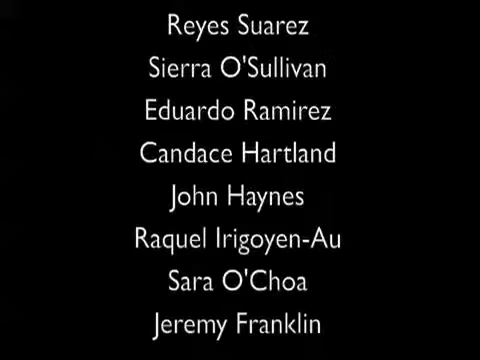 Reyes Suarez
Sierra O'Sullivan
Eduardo Ramirez
Candace Hartland
John Haynes
Raquel Irigoyen-Au
Sara O'Choa
Jeremy Franklin